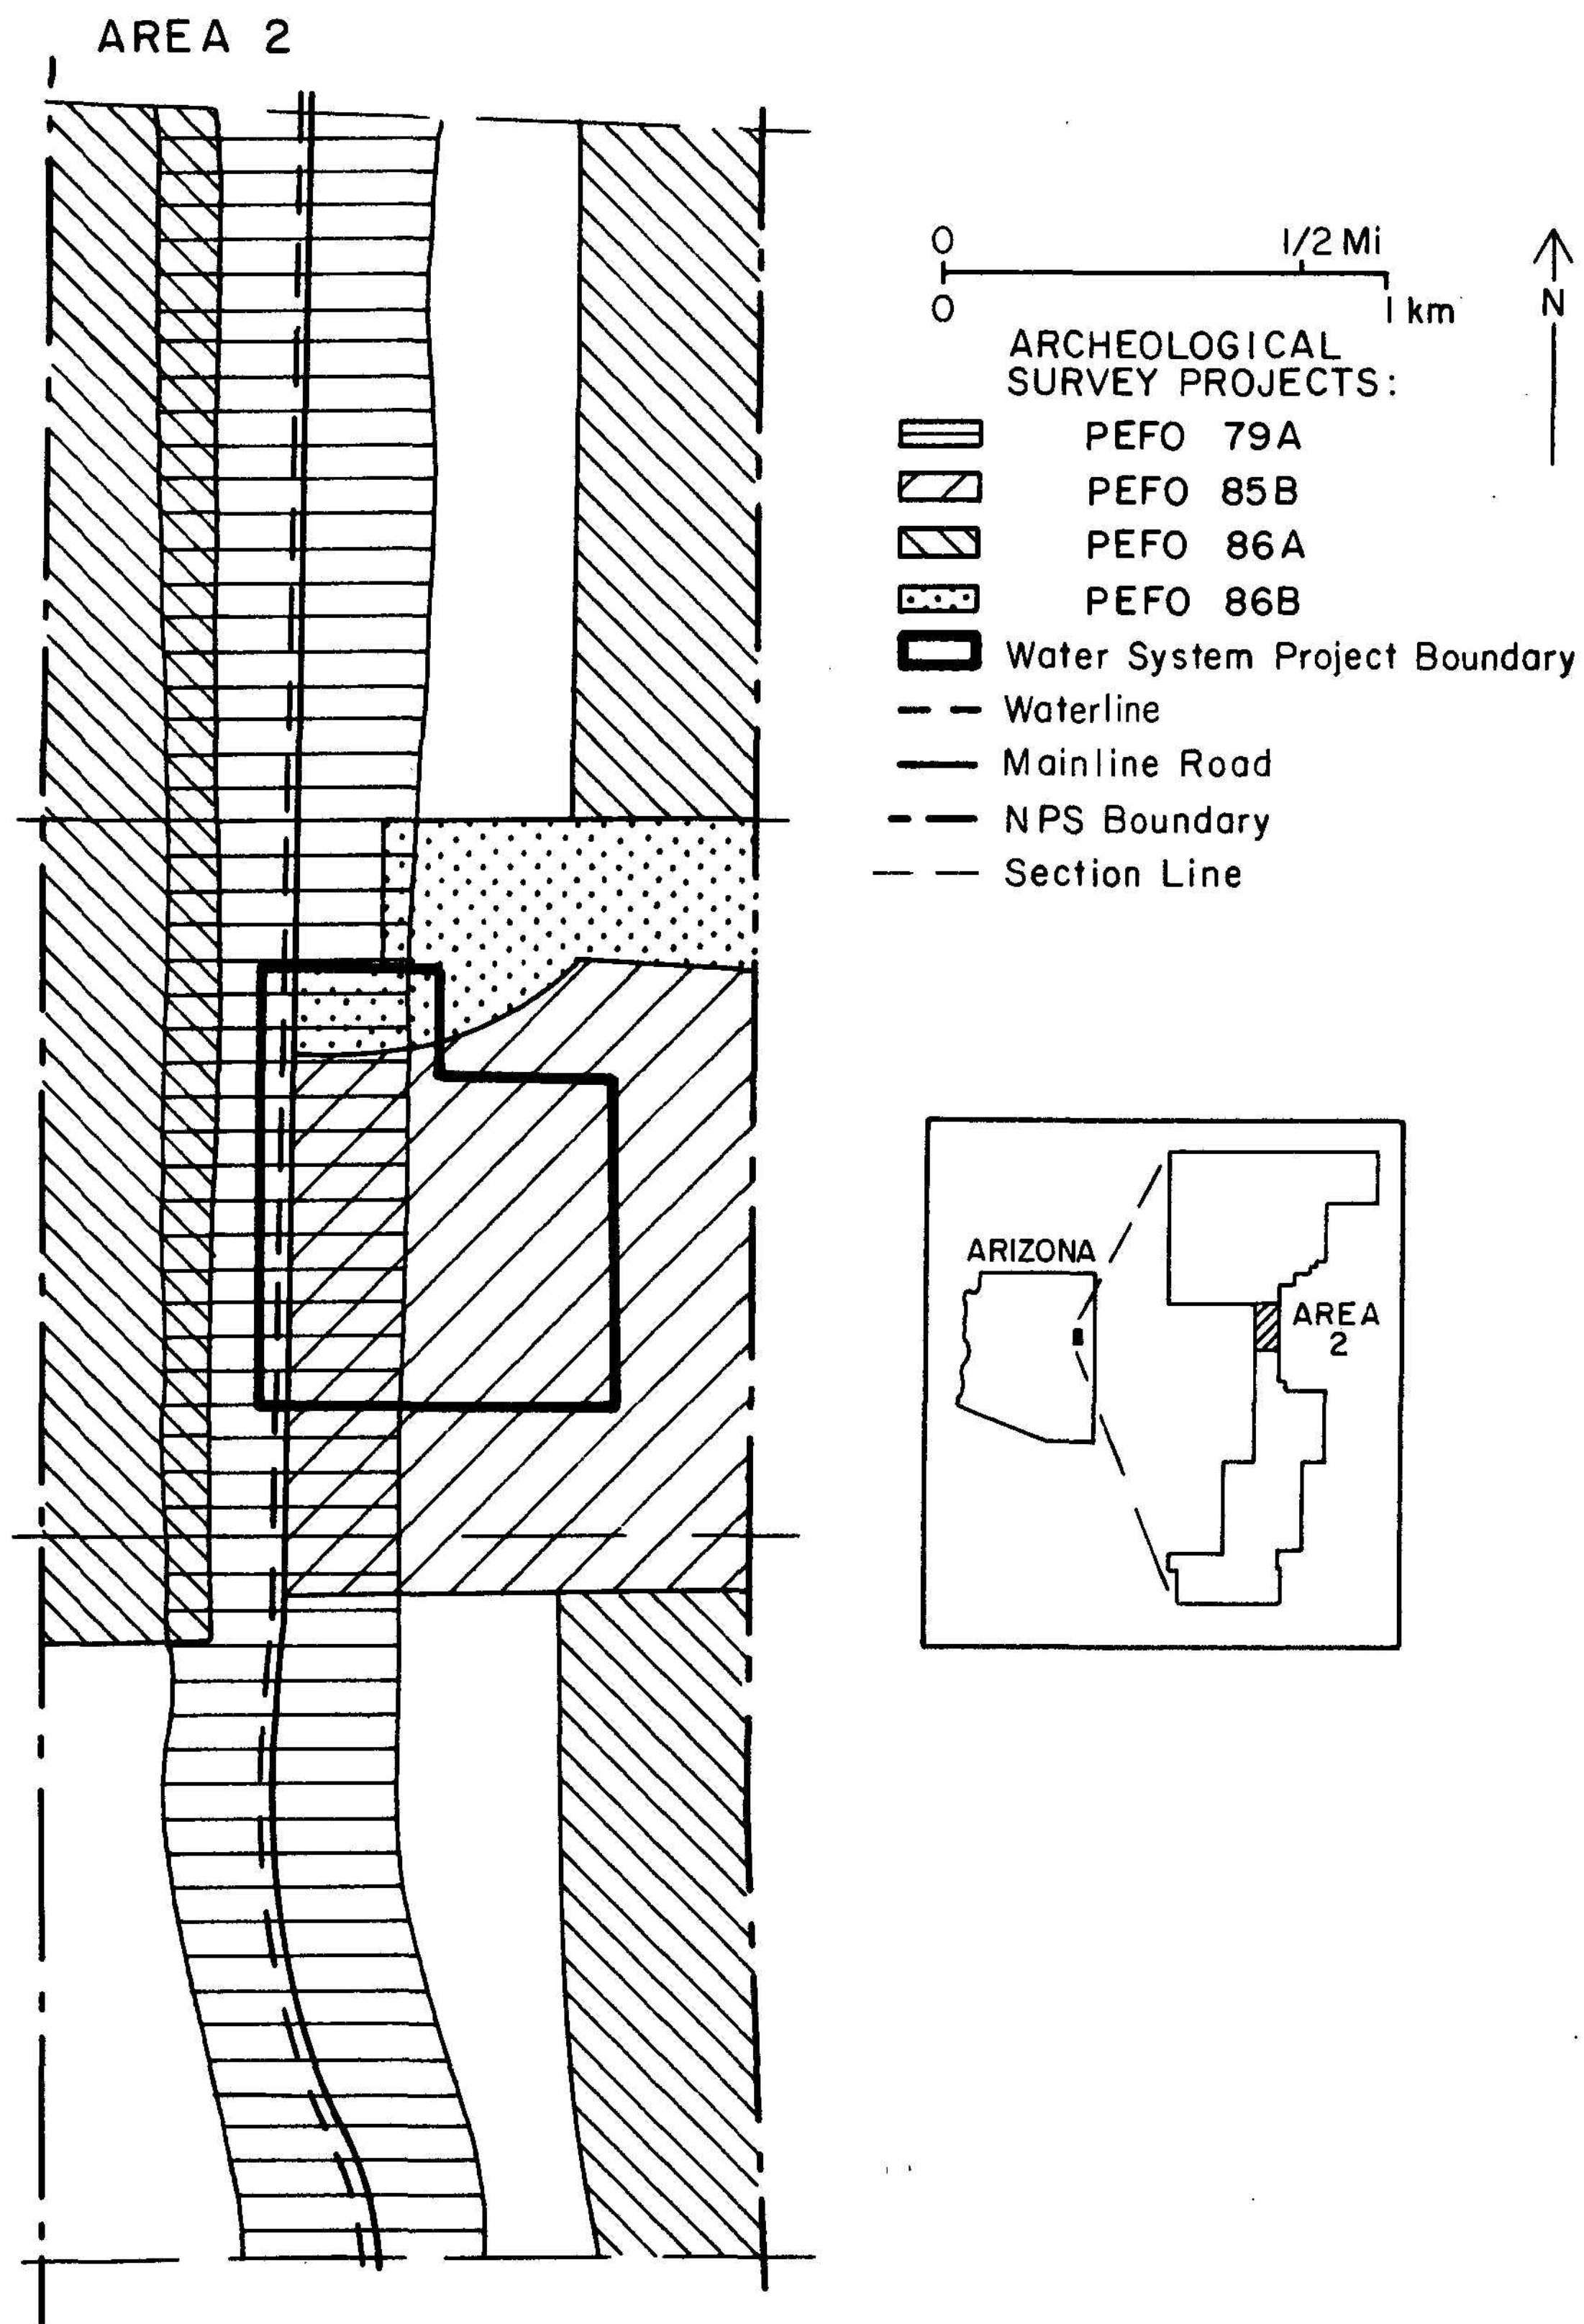 AREA 2
0 1/2 Mi
0 1 km
N
ARCHEOLOGICAL
SURVEY PROJECTS:
PEFO 79A
PEFO 85B
PEFO 86A
PEFO 86B
Water System Project Boundary
Waterline
Mainline Road
NPS Boundary
Section Line
ARIZONA
AREA
2